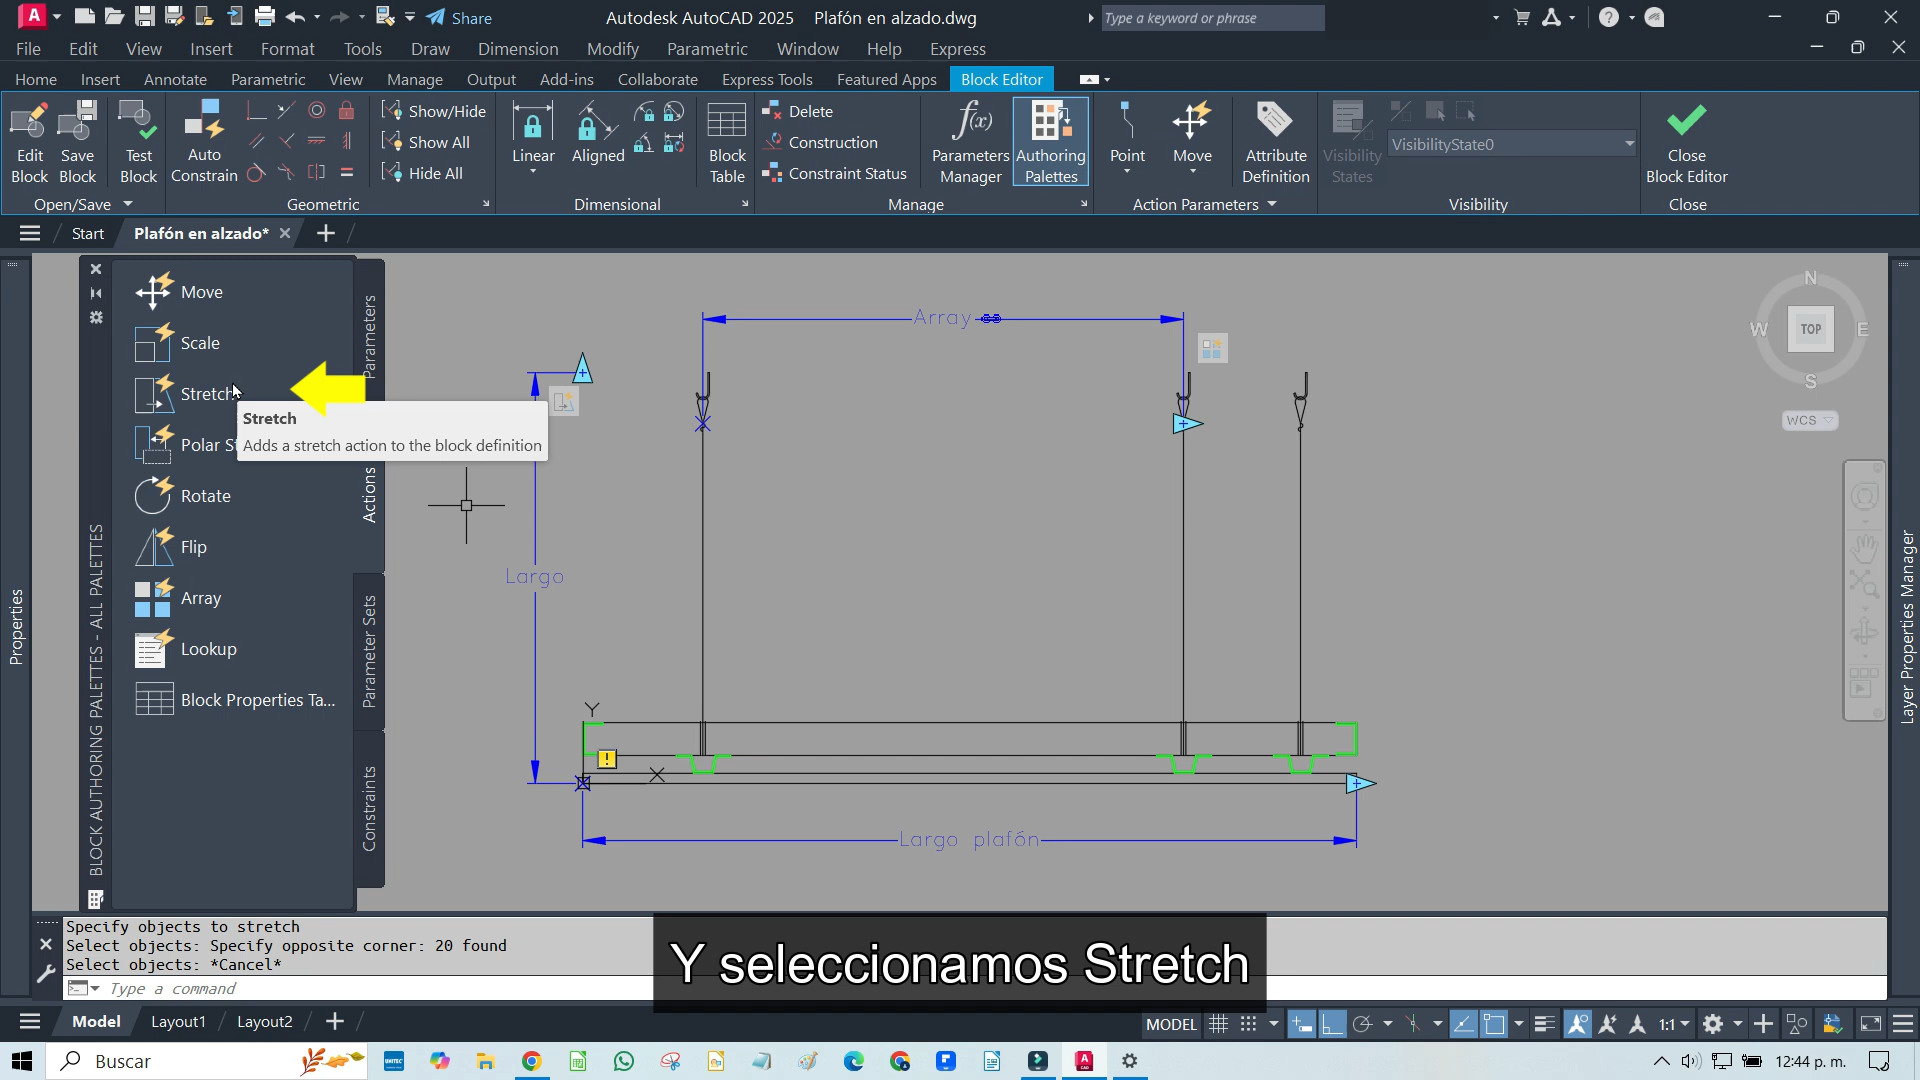 A Share Autodesk AutoCAD 2025 Plafón en alzado.dwg Type a keyword or phrase
File Edit View Insert Format Tools Draw Dimension Modify Parametric Window Help Express
Home Insert Annotate Parametric View Manage Output Add-ins Collaborate Express Tools Featured Apps Block Editor
Show/Hide Delete
Show All Construction VisibilityState0
Edit Block
Save Block
Test Block
Auto Constrain
Hide All
Linear
Aligned
Block Table
Constraint Status
f(x)
Parameters Manager
Authoring Palettes
Point
Move
Attribute Definition
Visibility States
Close Block Editor
Open/Save Geometric Dimensional Manage Action Parameters Visibility Close
Start Plafón en alzado*
Move
Scale
Stretch
Stretch
Adds a stretch action to the block definition
Polar St
Rotate
Flip
Array
Lookup
Block Properties Ta...
Parameters
Actions
Parameter Sets
Constraints
BLOCK AUTHORING PALETTES - ALL PALETTES
Properties
Layer Properties Manager
Array
Largo
Largo plafón
Y
X
N
W TOP E
S
WCS
Specify objects to stretch
Select objects: Specify opposite corner: 20 found
Select objects: *Cancel*
Type a command
Y seleccionamos Stretch
Model Layout1 Layout2 MODEL 1:1
Buscar 12:44 p. m.